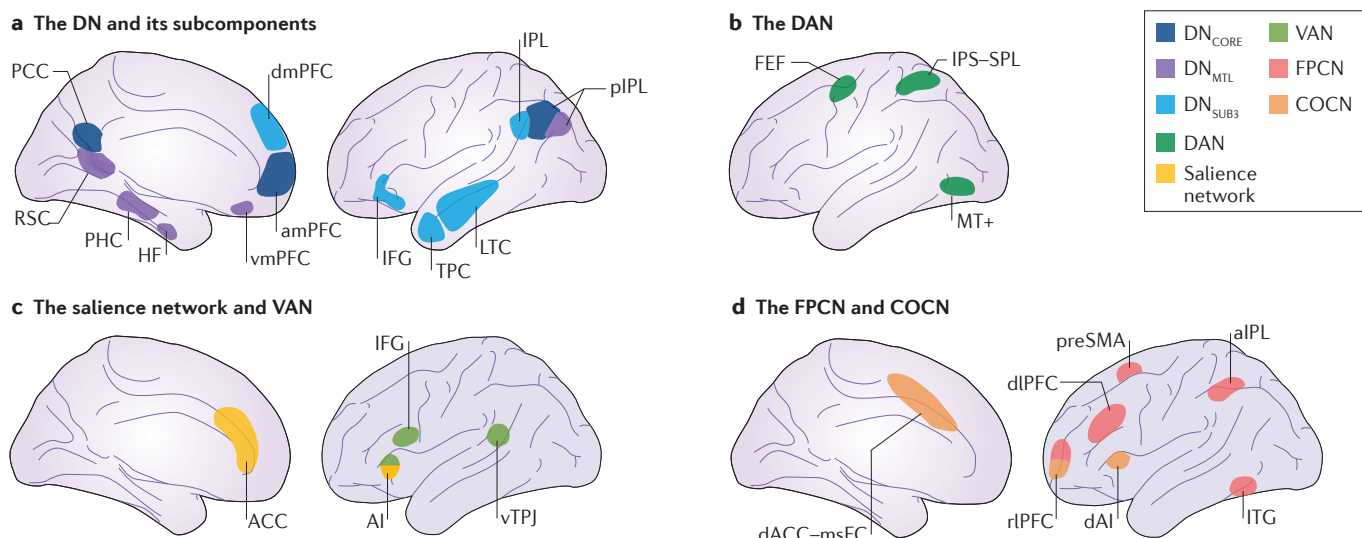 a The DN and its subcomponents
PCC
dmPFC
IPL
pIPL
RSC
PHC
HF
vmPFC
amPFC
IFG
TPC
LTC
b The DAN
FEF
IPS–SPL
MT+
DNCORE
DNMTL
DNSUB3
DAN
Salience
network
VAN
FPCN
COCN
c The salience network and VAN
IFG
ACC
AI
vTPJ
d The FPCN and COCN
preSMA
aIPL
dlPFC
dACC–msFC
rlPFC
dAI
ITG